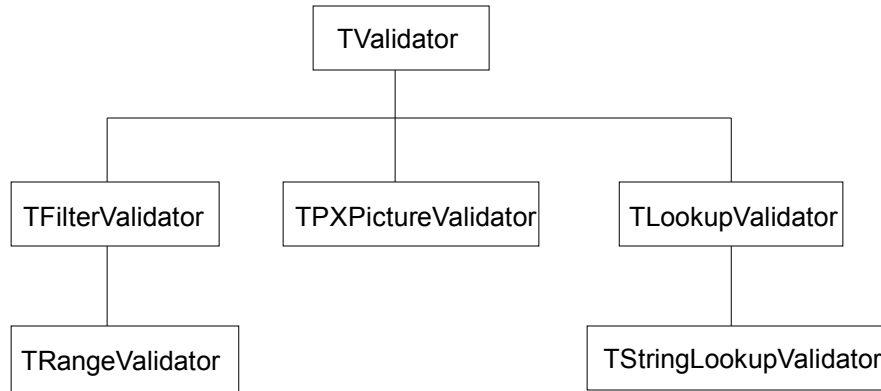 TValidator
TFilterValidator
TPXPictureValidator
TLookupValidator
TRangeValidator
TStringLookupValidator